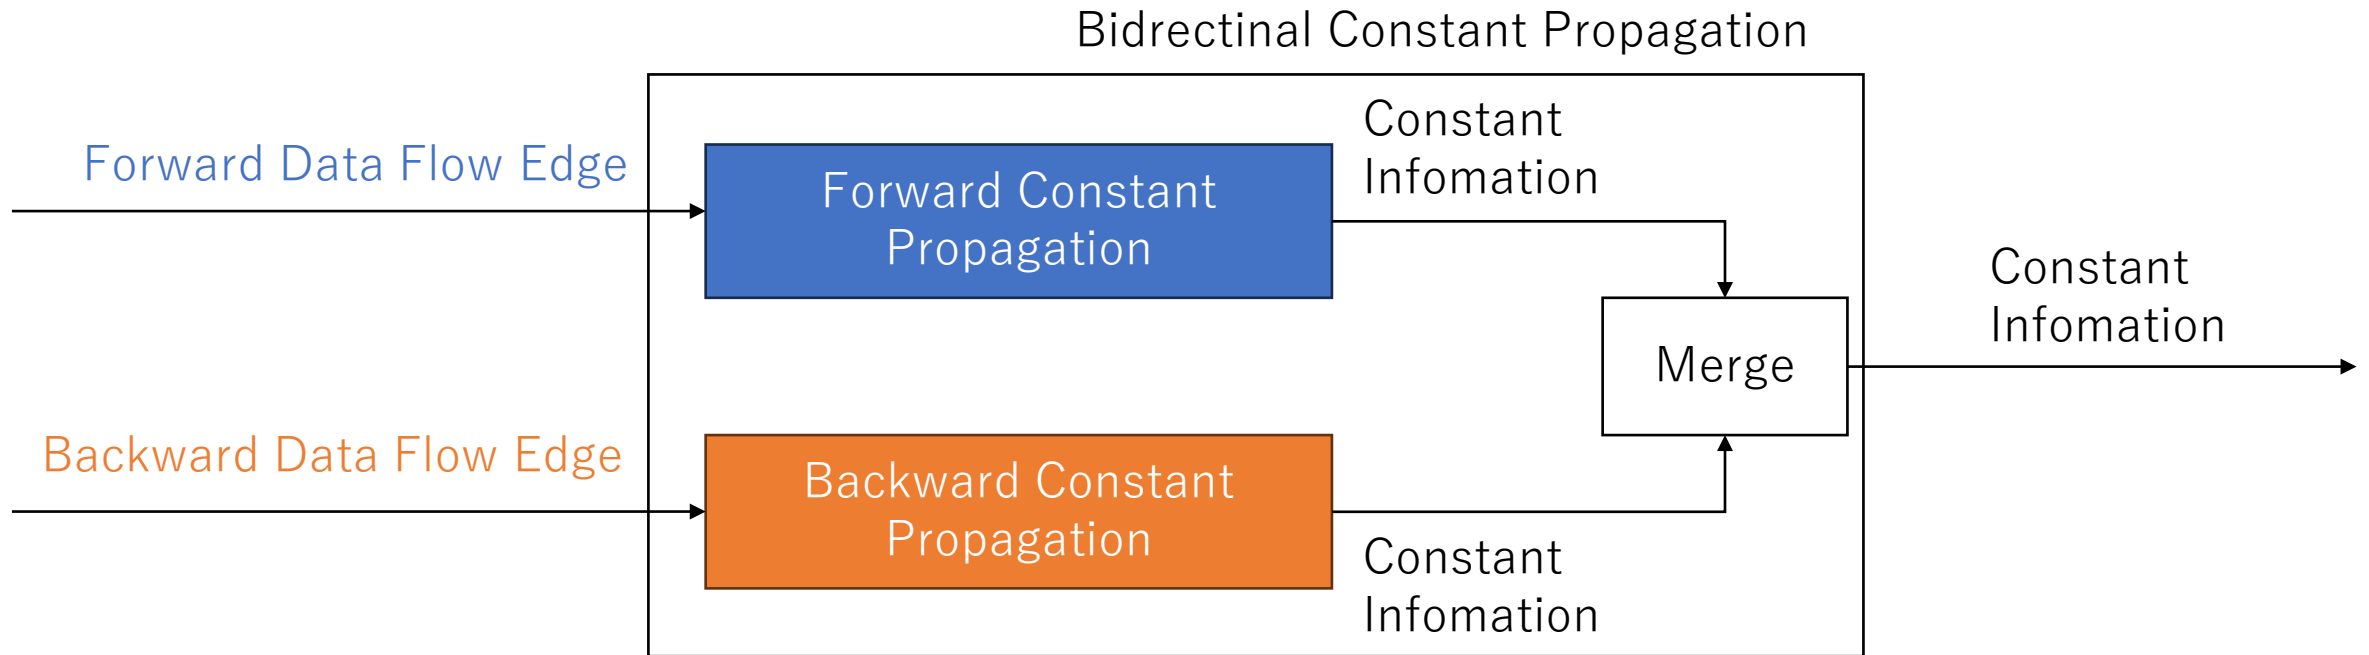 Bidrectinal Constant Propagation
Forward Data Flow Edge
Forward Constant
Propagation
Constant
Infomation
Merge
Constant
Infomation
Backward Data Flow Edge
Backward Constant
Propagation
Constant
Infomation